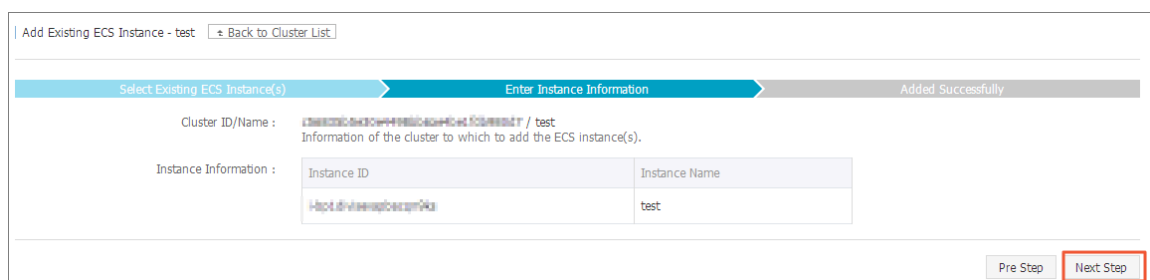 Add Existing ECS Instance - test Back to Cluster List
Select Existing ECS Instance(s) Enter Instance Information Added Successfully
Cluster ID/Name : / test
Information of the cluster to which to add the ECS instance(s).
Instance Information : Instance ID Instance Name
test
Pre Step Next Step